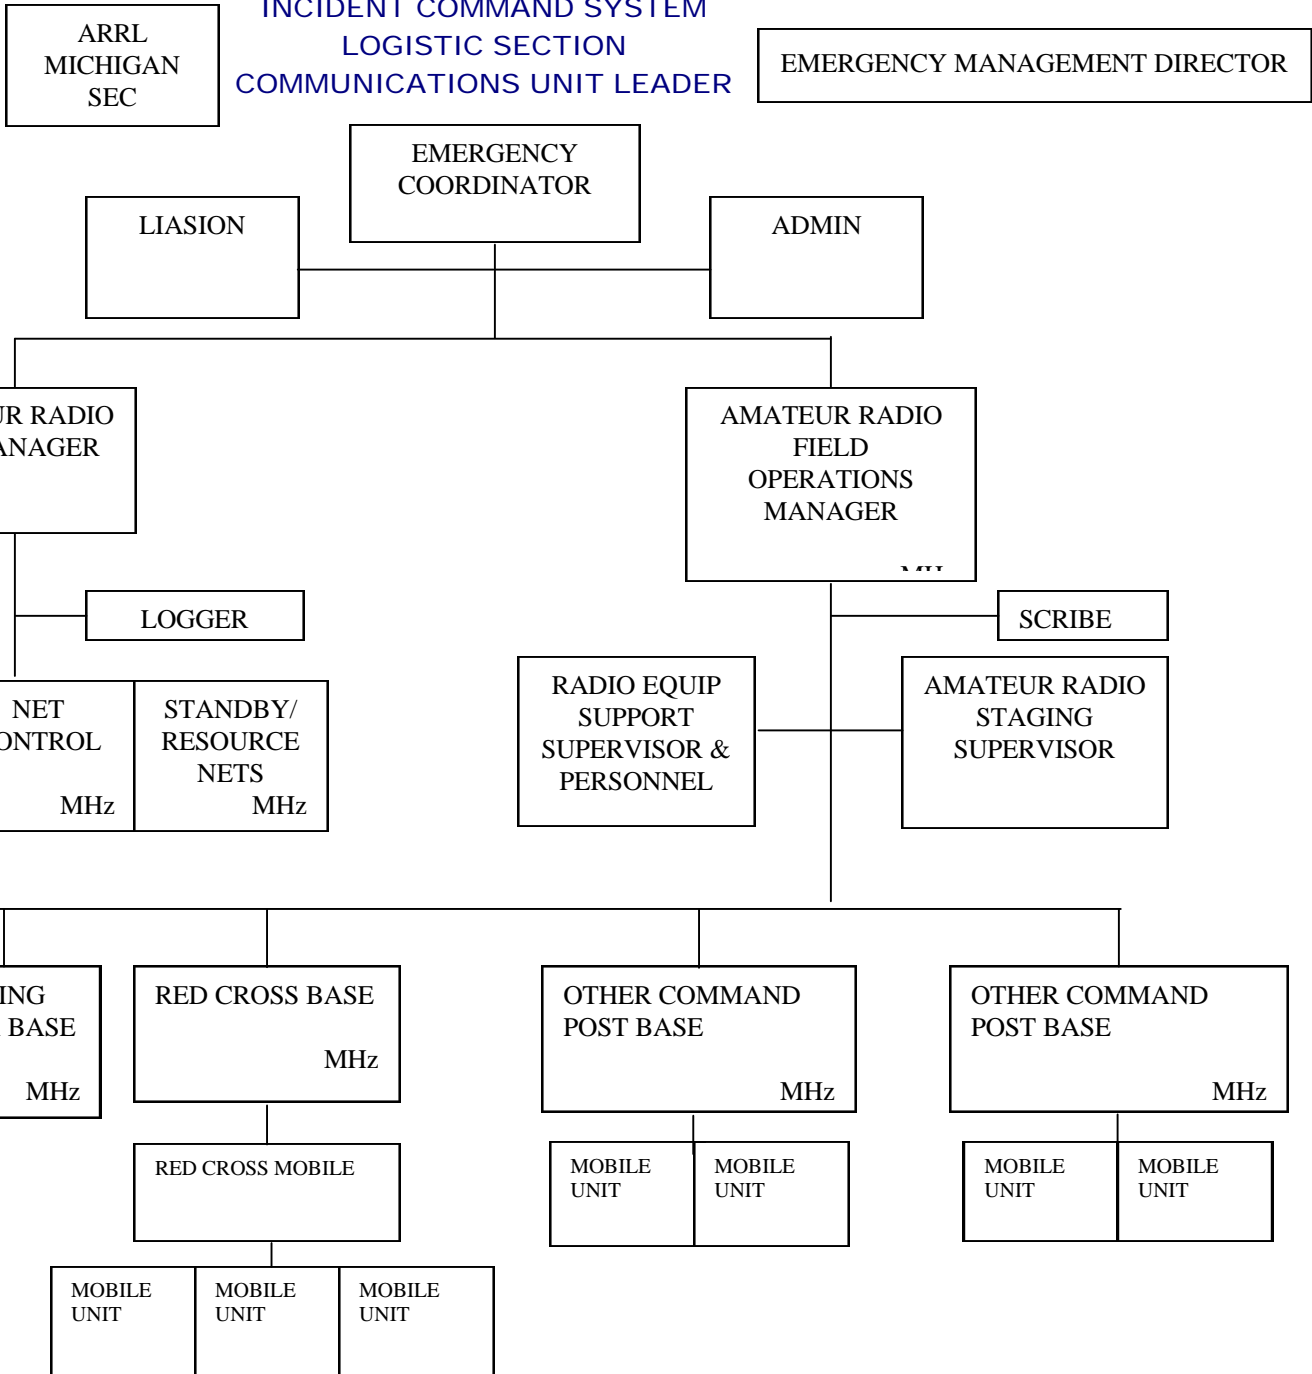 INCIDENT COMMAND SYSTEM
LOGISTIC SECTION
COMMUNICATIONS UNIT LEADER
ARRL
MICHIGAN
SEC
EMERGENCY MANAGEMENT DIRECTOR
EMERGENCY
COORDINATOR
LIASION
ADMIN
RADIO
AMATEUR RADIO
FIELD
OPERATIONS
MANAGER
LOGGER
SCRIBE
NET
MHz
STANDBY/
RESOURCE
NETS
MHz
RADIO EQUIP
SUPPORT
SUPERVISOR &
PERSONNEL
AMATEUR RADIO
STAGING
SUPERVISOR
BASE
MHz
RED CROSS BASE
MHz
OTHER COMMAND
POST BASE
MHz
OTHER COMMAND
POST BASE
MHz
RED CROSS MOBILE
MOBILE
UNIT
MOBILE
UNIT
MOBILE
UNIT
MOBILE
UNIT
MOBILE
UNIT
MOBILE
UNIT
MOBILE
UNIT